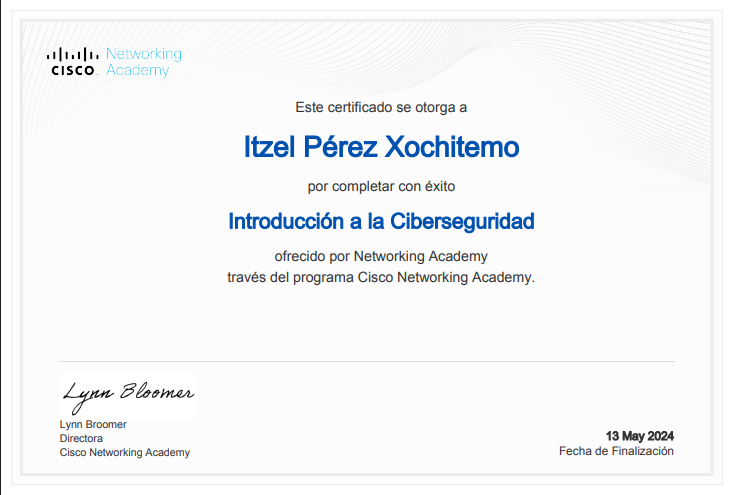 Networking
CISCO Academy
Este certificado se otorga a
Itzel Pérez Xochitemo
por completar con éxito
Introducción a la Ciberseguridad
ofrecido por Networking Academy
través del programa Cisco Networking Academy.
Lynn Bloomer
Lynn Broomer
Directora
Cisco Networking Academy
13 May 2024
Fecha de Finalización